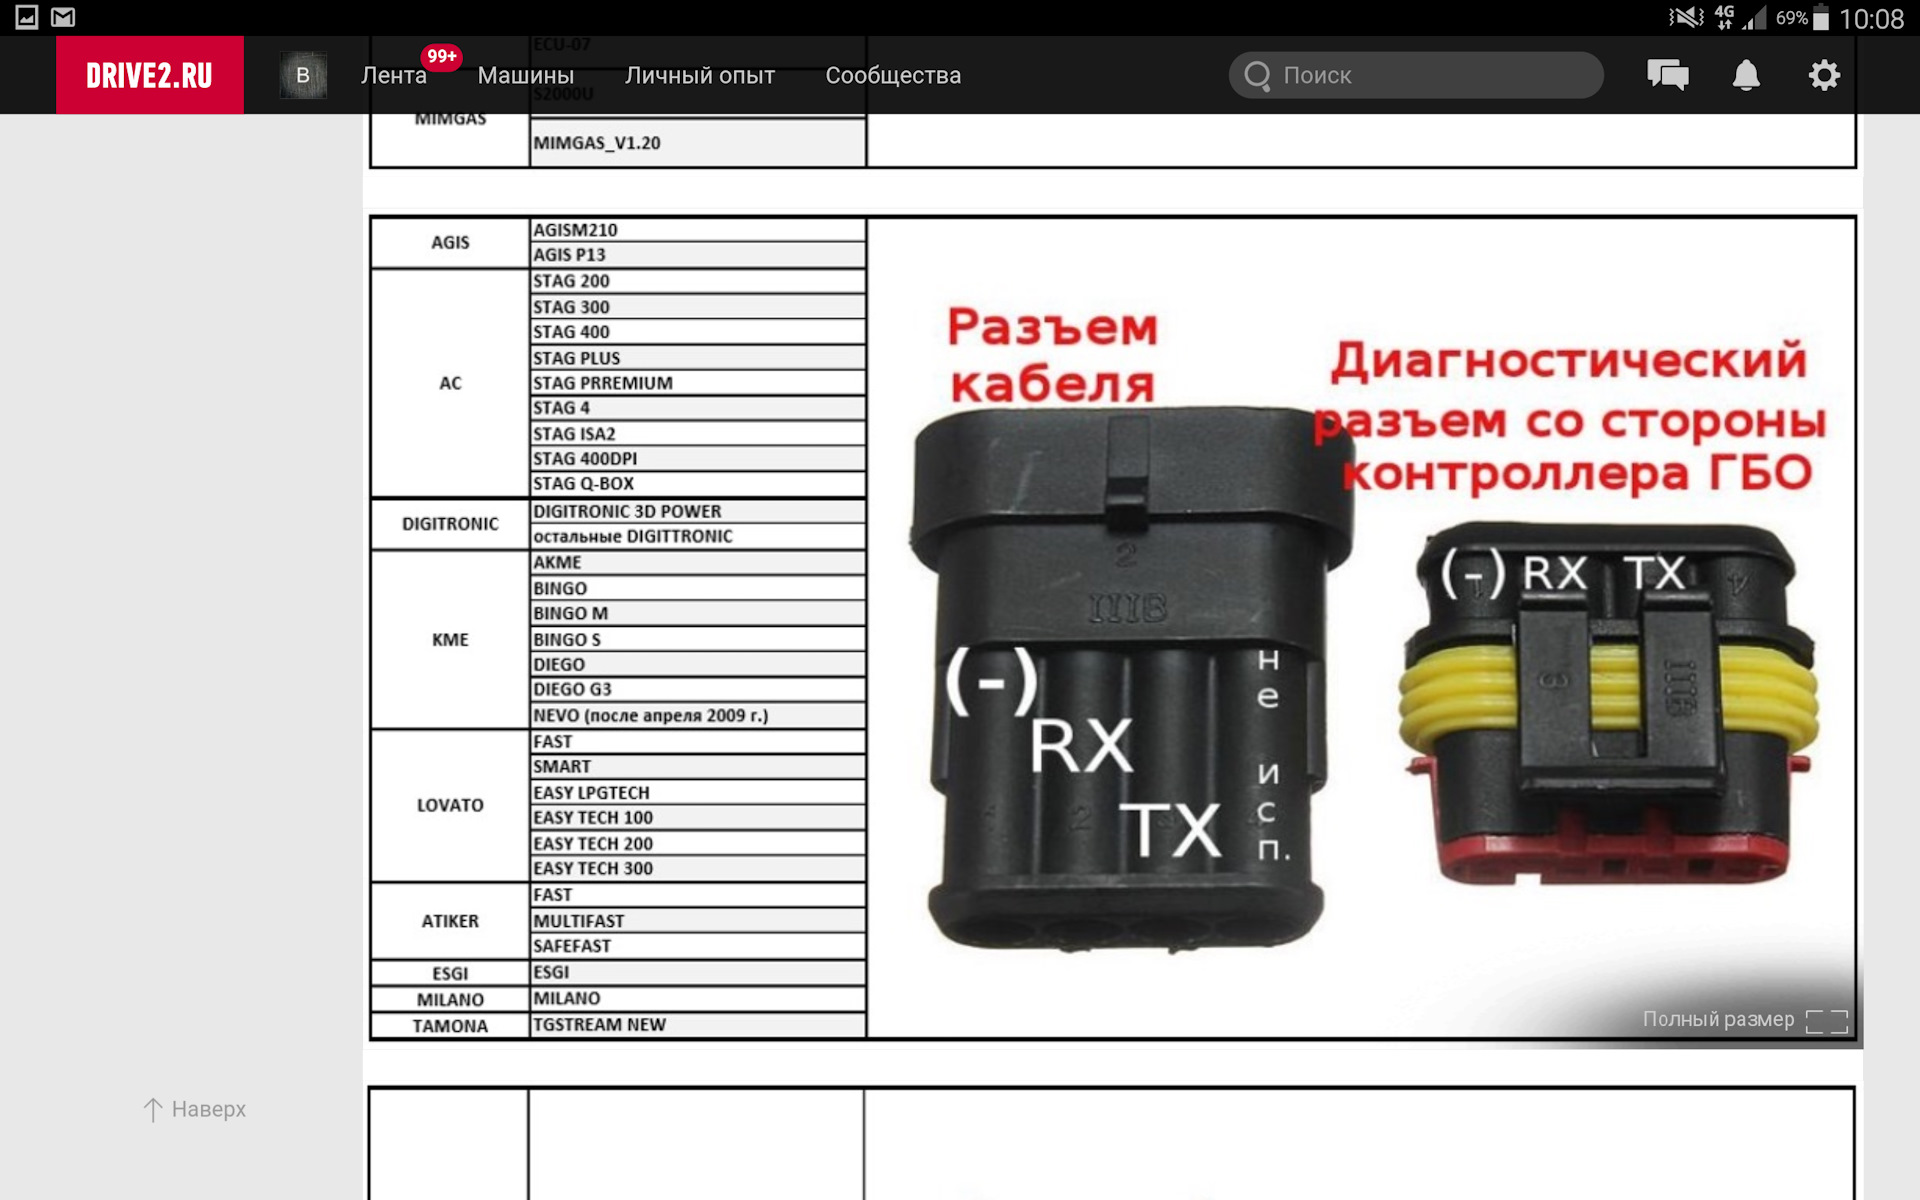 4G 69% 10:08
ECU-07
DRIVE2.RU В Лента 99+ Машины Личный опыт Сообщества Поиск
S2000U
MIMGAS
MIMGAS_V1.20
AGIS
AGISM210
AGIS P13
AC
STAG 200
STAG 300
STAG 400
STAG PLUS
STAG PRREMIUM
STAG 4
STAG ISA2
STAG 400DPI
STAG Q-BOX
DIGITRONIC
DIGITRONIC 3D POWER
остальные DIGITTRONIC
KME
AKME
BINGO
BINGO M
BINGO S
DIEGO
DIEGO G3
NEVO (после апреля 2009 г.)
LOVATO
FAST
SMART
EASY LPGTECH
EASY TECH 100
EASY TECH 200
EASY TECH 300
ATIKER
FAST
MULTIFAST
SAFEFAST
ESGI
ESGI
MILANO
MILANO
TAMONA
TGSTREAM NEW
Разъем
кабеля
2
(-)
RX
TX
не исп.
2
Диагностический
разъем со стороны
контроллера ГБО
(-) RX TX
Полный размер
Наверх